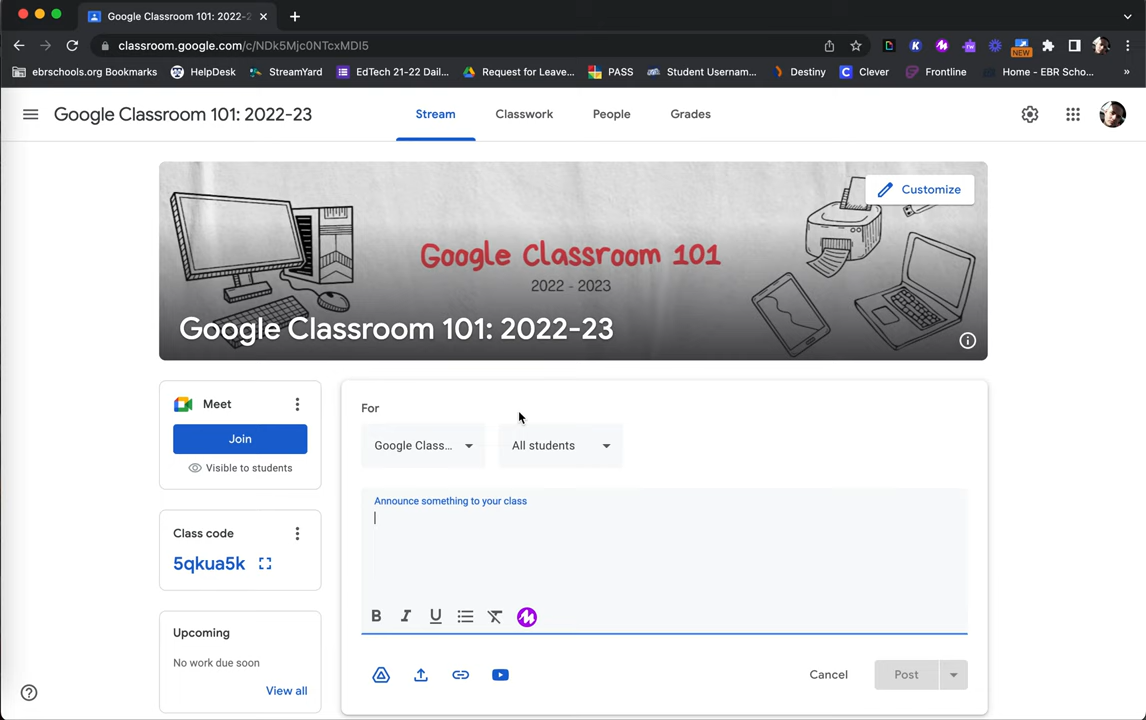 Google Classroom 101: 2022-2
classroom.google.com/c/NDk5Mjc0NTcxMDI5
NEW
ebrschools.org Bookmarks
HelpDesk
StreamYard
EdTech 21-22 Dail...
Request for Leave...
PASS
Student Usernam...
Destiny
Clever
Frontline
Home - EBR Scho...
»
Google Classroom 101: 2022-23
Stream
Classwork
People
Grades
Customize
Google Classroom 101
2022 - 2023
Google Classroom 101: 2022-23
Meet
Join
Visible to students
Class code
5qkua5k
Upcoming
No work due soon
View all
For
Google Class...
All students
Announce something to your class
B I U
Cancel
Post